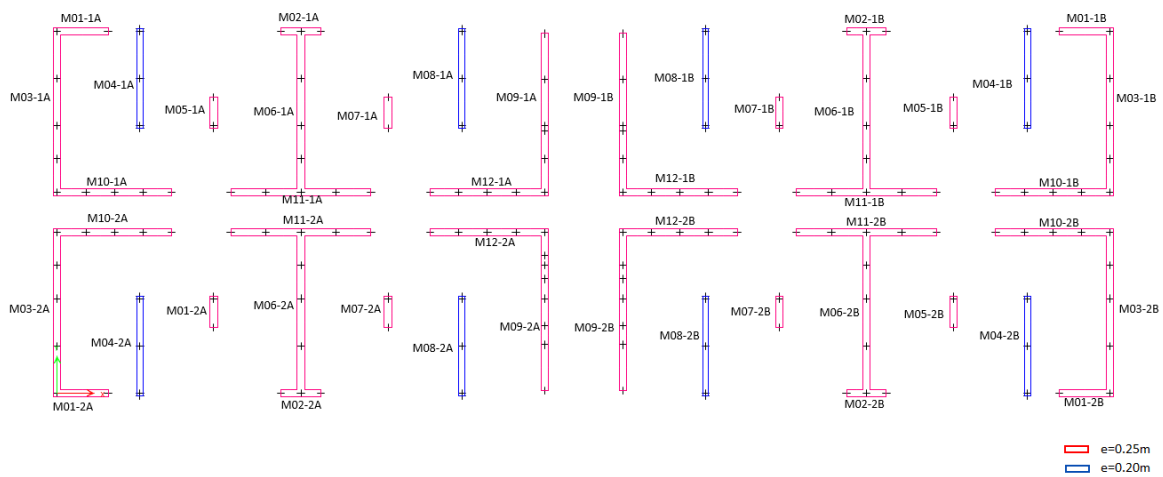 M01-1A
M02-1A
M02-1B
M01-1B
M03-1A
M04-1A
M05-1A
M06-1A
M07-1A
M08-1A
M09-1A
M09-1B
M08-1B
M07-1B
M06-1B
M05-1B
M04-1B
M03-1B
M10-1A
M11-1A
M12-1A
M12-1B
M11-1B
M10-1B
M10-2A
M11-2A
M12-2A
M12-2B
M11-2B
M10-2B
M03-2A
M04-2A
M01-2A
M06-2A
M07-2A
M08-2A
M09-2A
M09-2B
M08-2B
M07-2B
M06-2B
M05-2B
M04-2B
M03-2B
x
M01-2A
M02-2A
M02-2B
M01-2B
e=0.25m
e=0.20m